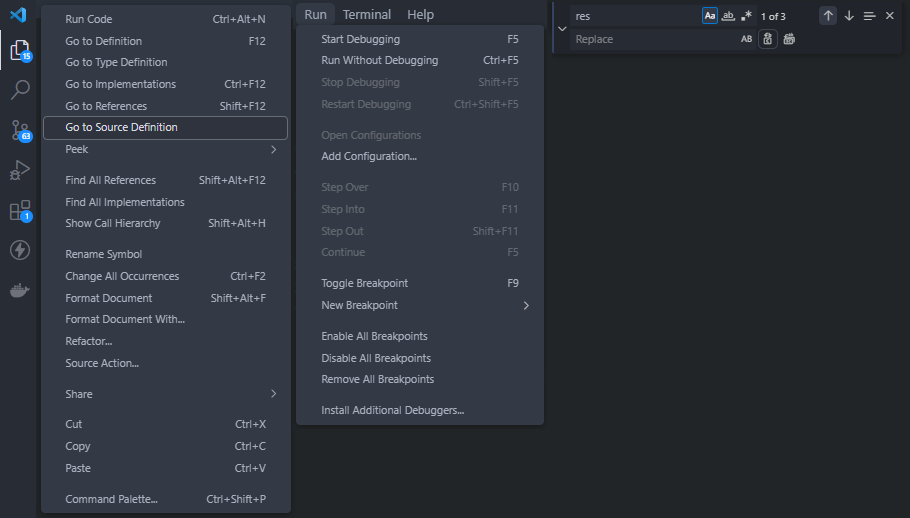 15
63
1
Run Code Ctrl+Alt+N
Go to Definition F12
Go to Type Definition
Go to Implementations Ctrl+F12
Go to References Shift+F12
Go to Source Definition
Peek
Find All References Shift+Alt+F12
Find All Implementations
Show Call Hierarchy Shift+Alt+H
Rename Symbol
Change All Occurrences Ctrl+F2
Format Document Shift+Alt+F
Format Document With...
Refactor...
Source Action...
Share
Cut Ctrl+X
Copy Ctrl+C
Paste Ctrl+V
Command Palette... Ctrl+Shift+P
Run Terminal Help
Start Debugging F5
Run Without Debugging Ctrl+F5
Stop Debugging Shift+F5
Restart Debugging Ctrl+Shift+F5
Open Configurations
Add Configuration...
Step Over F10
Step Into F11
Step Out Shift+F11
Continue F5
Toggle Breakpoint F9
New Breakpoint
Enable All Breakpoints
Disable All Breakpoints
Remove All Breakpoints
Install Additional Debuggers...
res Aa ab 1 of 3
Replace AB